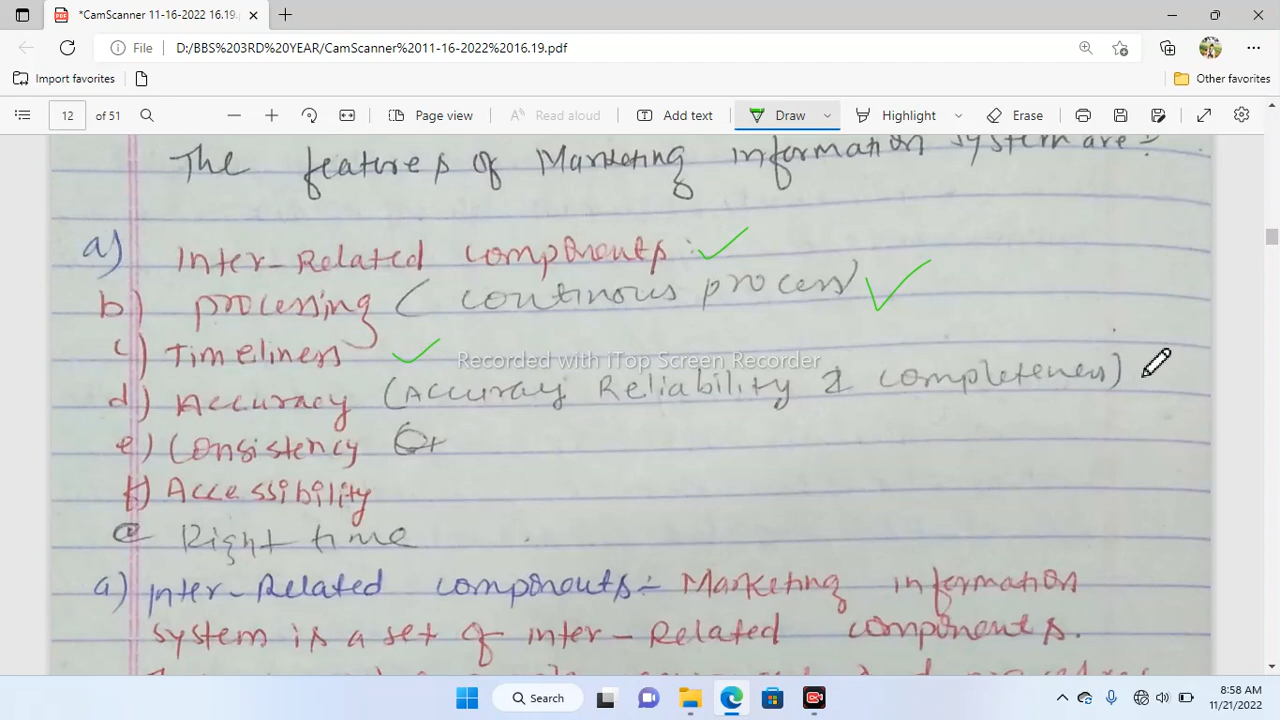 *CamScanner 11-16-2022 16.19.
File D:/BBS%203RD%20YEAR/CamScanner%2011-16-2022%2016.19.pdf
Import favorites Other favorites
12 of 51 Page view Read aloud Add text Draw Highlight Erase
The features of Marketing information system are :-
a) Inter-Related components :
b) processing ( continous process)
c) Timeliness
Recorded with iTop Screen Recorder
d) Accuracy (Accuray Reliability & completeness)
e) Consistency
f) Accessibility
Right time
a) Inter-Related components :- Marketing information
system is a set of inter-Related components.
Search 8:58 AM
11/21/2022